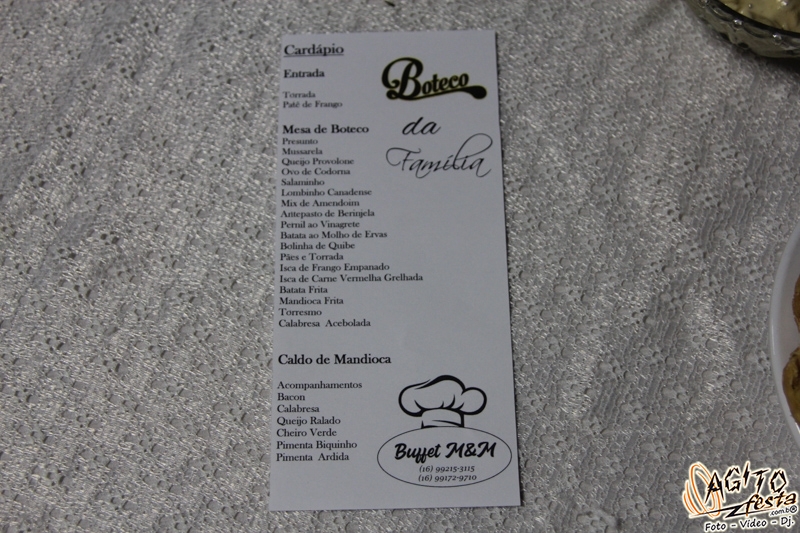 Cardápio
Entrada
Torrada
Patê de Frango
Boteco
da
Família
Mesa de Boteco
Presunto
Mussarela
Queijo Provolone
Ovo de Codorna
Salaminho
Lombinho Canadense
Mix de Amendoim
Antepasto de Berinjela
Pernil ao Vinagrete
Batata ao Molho de Ervas
Bolinha de Quibe
Pães e Torrada
Isca de Frango Empanado
Isca de Carne Vermelha Grelhada
Batata Frita
Mandioca Frita
Torresmo
Calabresa Acebolada
Caldo de Mandioca
Acompanhamentos
Bacon
Calabresa
Queijo Ralado
Cheiro Verde
Pimenta Biquinho
Pimenta Ardida
Buffet M&M
(16) 99215-3115
(16) 99172-9710
AGITO
festa
.com.b®
Foto - Vídeo - Dj.